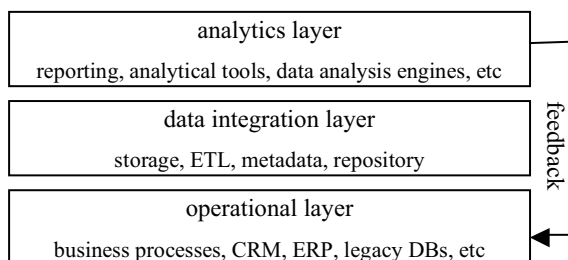 analytics layer
reporting, analytical tools, data analysis engines, etc
data integration layer
storage, ETL, metadata, repository
feedback
operational layer
business processes, CRM, ERP, legacy DBs, etc